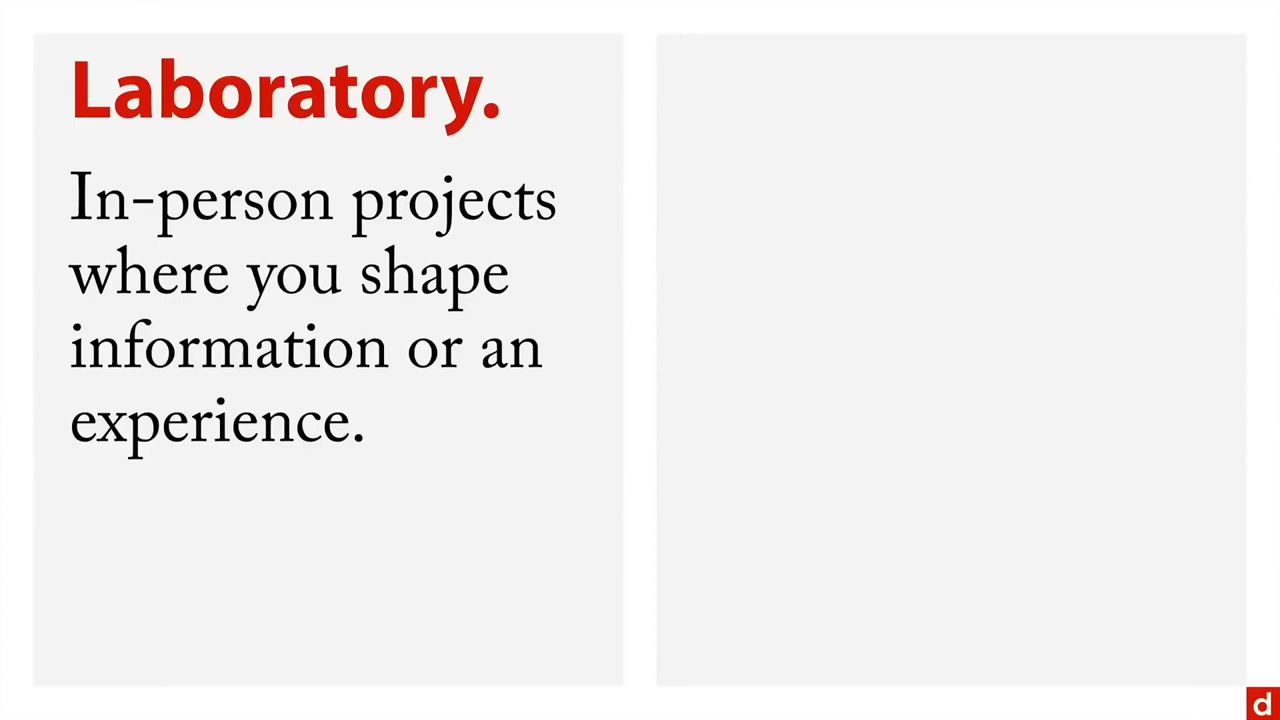 Laboratory.
In-person projects
where you shape
information or an
experience.
d